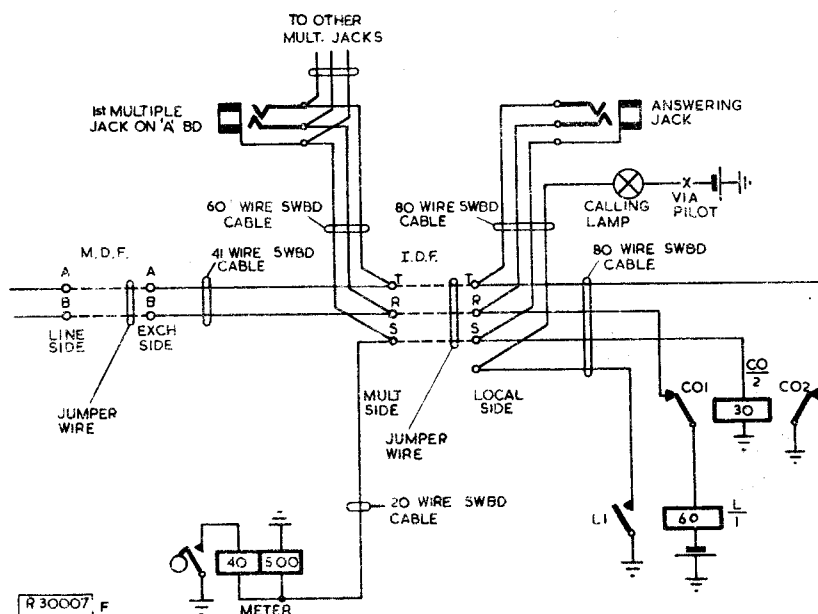 TO OTHER
MULT. JACKS
1st MULTIPLE
JACK ON 'A' BD
ANSWERING
JACK
60 WIRE SWBD
CABLE
80 WIRE SWBD
CABLE
CALLING
LAMP
VIA
PILOT
M.D.F.
41 WIRE SWBD
CABLE
I.D.F.
80 WIRE SWBD
CABLE
A
A
T
T
B
B
R
R
S
S
LINE
SIDE
EXCH
SIDE
JUMPER
WIRE
MULT
SIDE
LOCAL
SIDE
JUMPER
WIRE
CO1
CO
2
30
CO2
20 WIRE SWBD
CABLE
L1
60
L
1
40
500
METER
R 30007 F